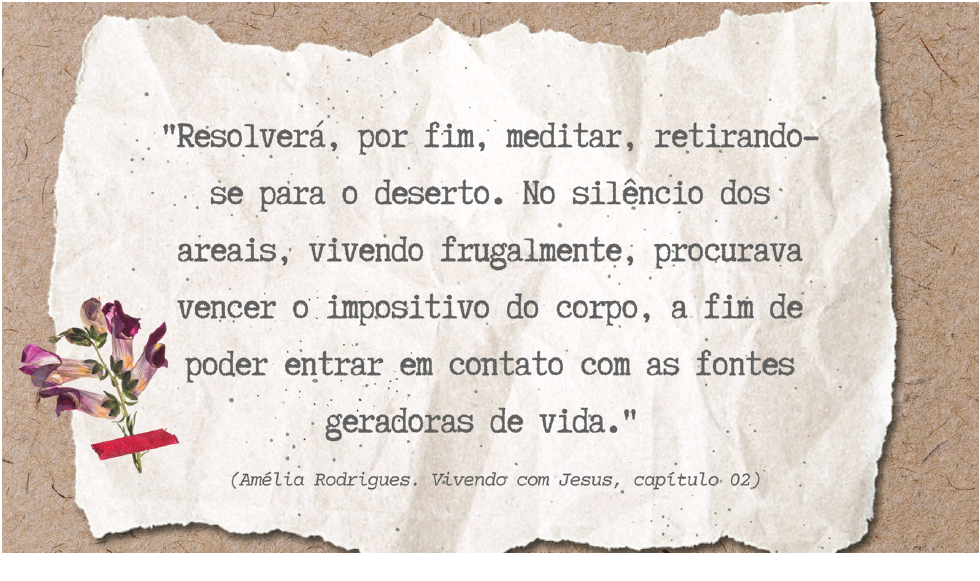 "Resolverá, por fim, meditar, retirando-
se para o deserto. No silêncio dos
areais, vivendo frugalmente, procurava
vencer o impositivo do corpo, a fim de
poder entrar em contato com as fontes
geradoras de vida."
(Amélia Rodrigues. Vivendo com Jesus, capítulo 02)